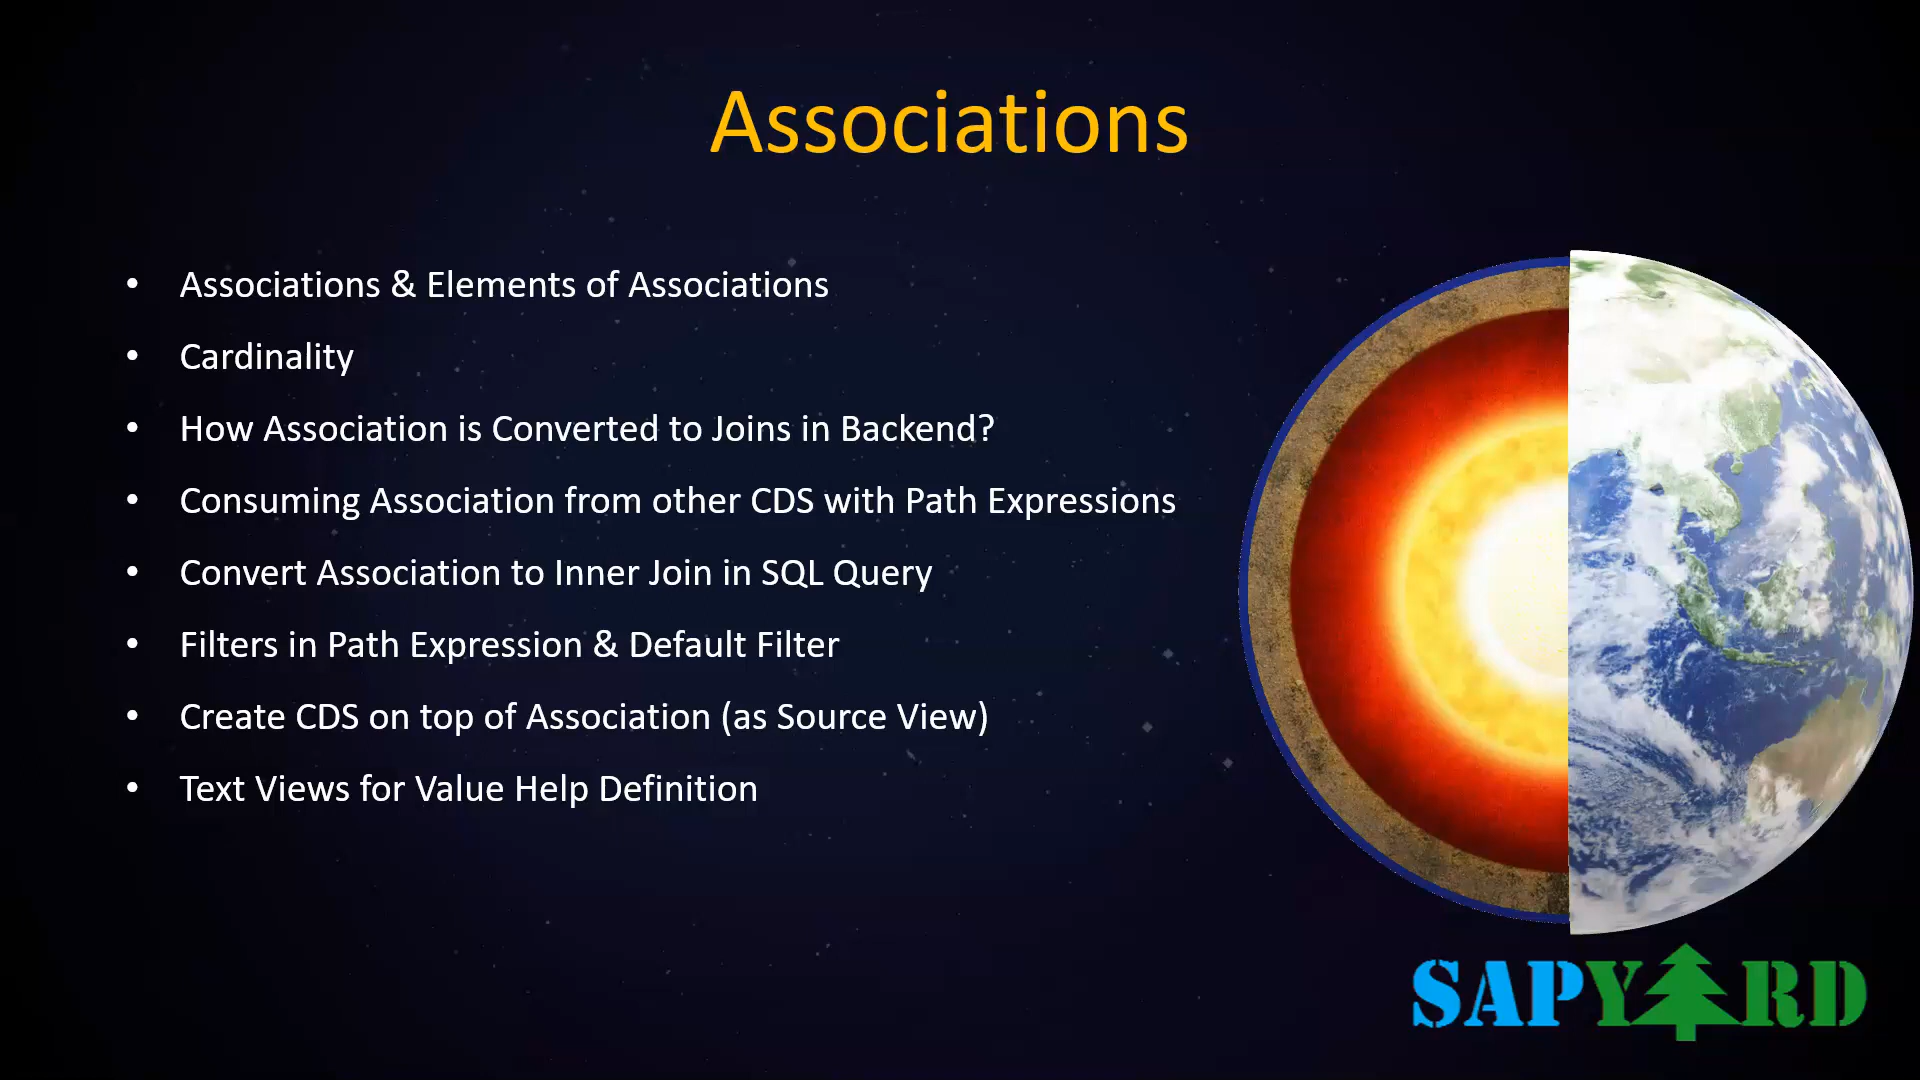 Associations
• Associations & Elements of Associations
• Cardinality
• How Association is Converted to Joins in Backend?
• Consuming Association from other CDS with Path Expressions
• Convert Association to Inner Join in SQL Query
• Filters in Path Expression & Default Filter
• Create CDS on top of Association (as Source View)
• Text Views for Value Help Definition
SAPYARD